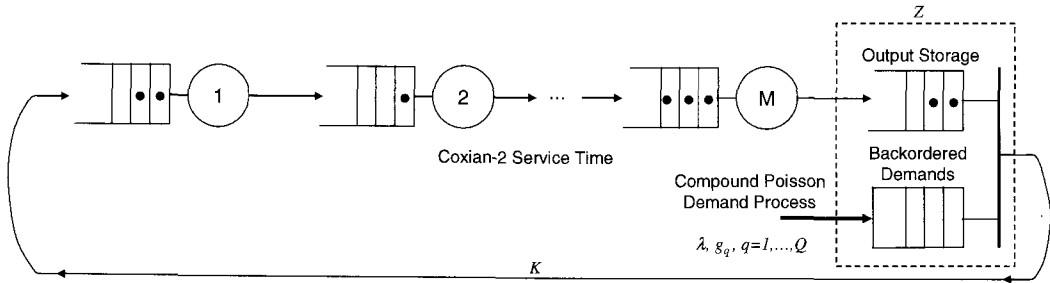 Z
Output Storage
1
2
...
M
Coxian-2 Service Time
Backordered
Demands
Compound Poisson
Demand Process
λ, g_q, q=1,...,Q
K